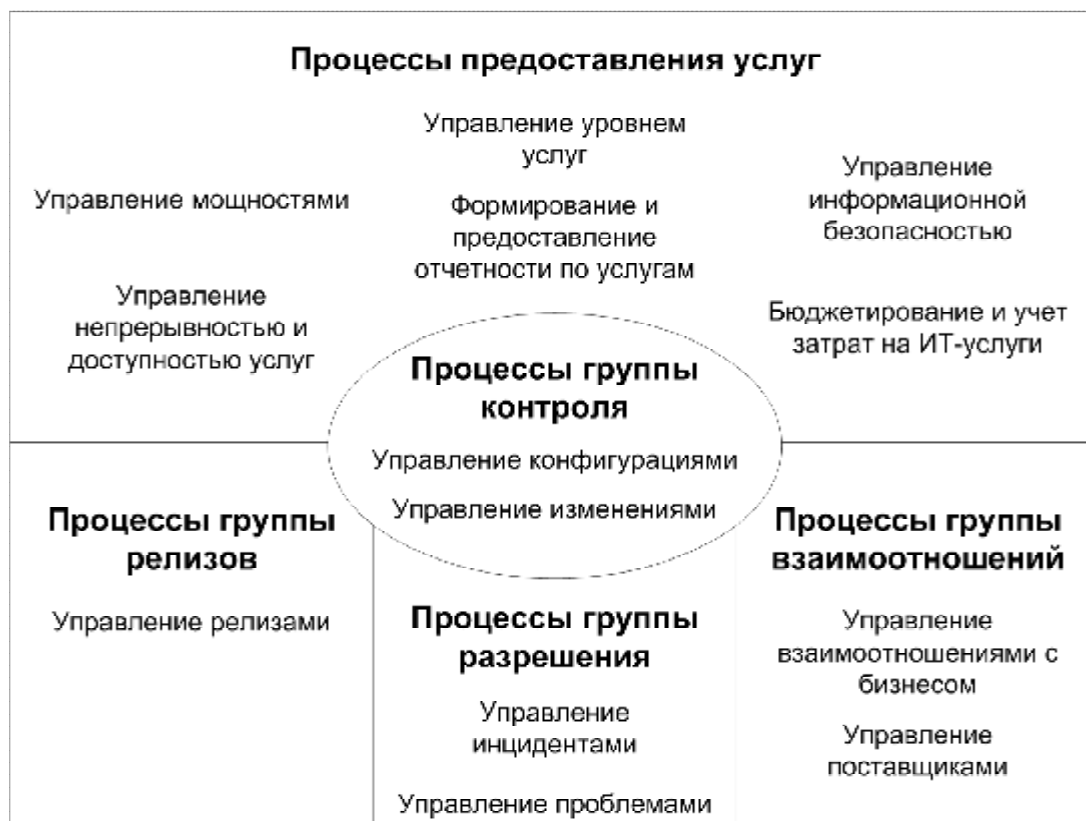 Процессы предоставления услуг
Управление уровнем
услуг
Управление мощностями
Формирование и
предоставление
отчетности по услугам
Управление
информационной
безопасностью
Управление
непрерывностью и
доступностью услуг
Бюджетирование и учет
затрат на ИТ-услуги
Процессы группы
контроля
Управление конфигурациями
Управление изменениями
Процессы группы
релизов
Управление релизами
Процессы группы
разрешения
Управление
инцидентами
Управление проблемами
Процессы группы
взаимоотношений
Управление
взаимоотношениями с
бизнесом
Управление
поставщиками